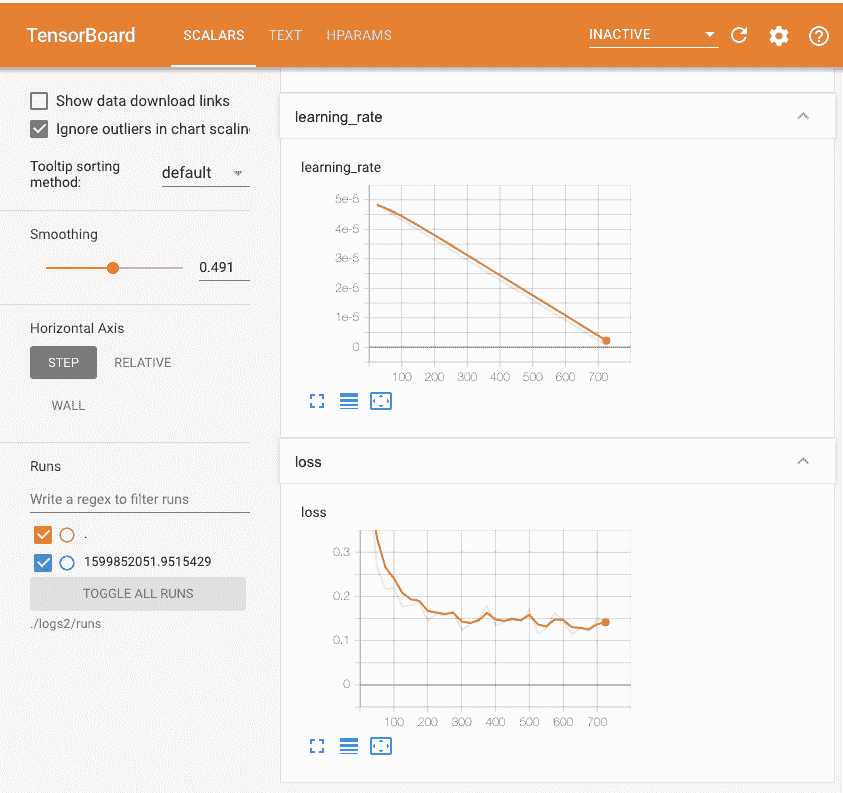 TensorBoard SCALARS TEXT HPARAMS INACTIVE
Show data download links
Ignore outliers in chart scalin
Tooltip sorting
method:
default
Smoothing
0.491
Horizontal Axis
STEP RELATIVE
WALL
Runs
Write a regex to filter runs
.
1599852051.9515429
TOGGLE ALL RUNS
./logs2/runs
learning_rate
learning_rate
5e-5
4e-5
3e-5
2e-5
1e-5
0
100 200 300 400 500 600 700
loss
loss
0.3
0.2
0.1
0
100 200 300 400 500 600 700